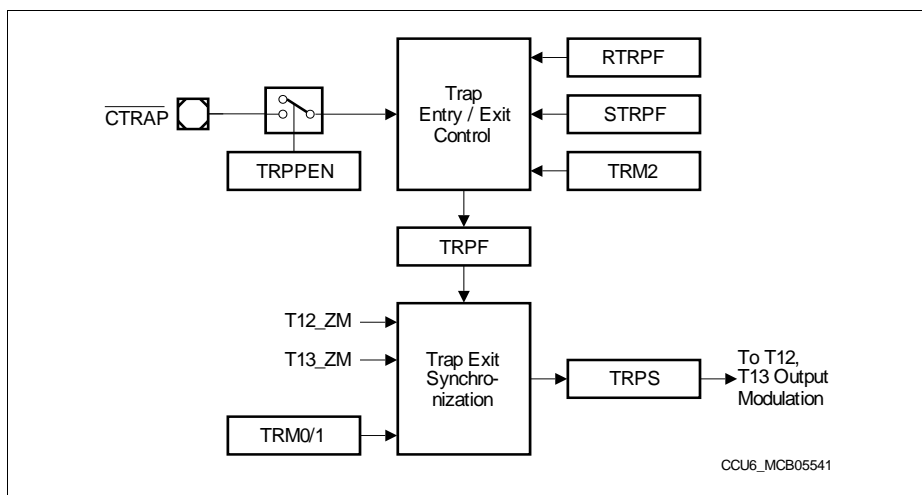 CTRAP
TRPPEN
Trap
Entry / Exit
Control
RTRPF
STRPF
TRM2
TRPF
T12_ZM
T13_ZM
TRM0/1
Trap Exit
Synchro-
nization
TRPS
To T12,
T13 Output
Modulation
CCU6_MCB05541